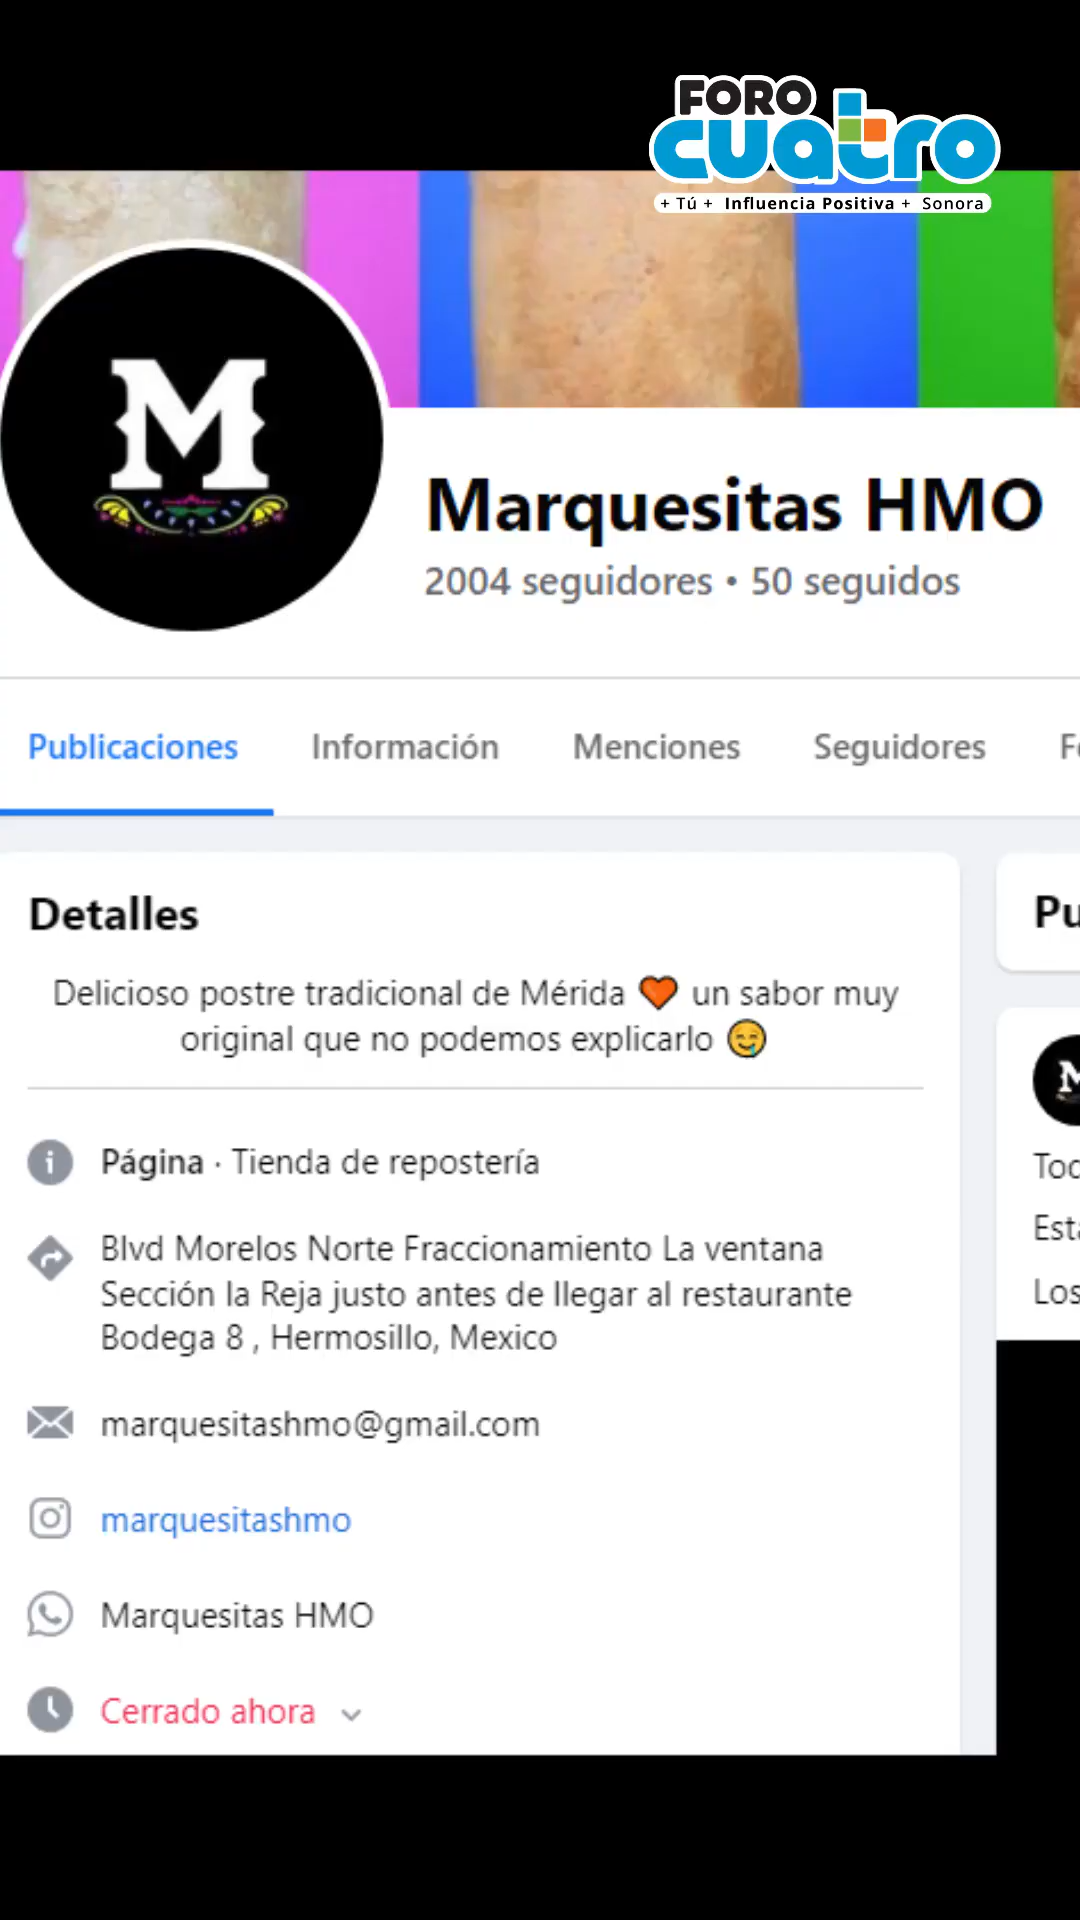 FORO
cuatro
+ Tú + Influencia Positiva + Sonora
M
Marquesitas HMO
2004 seguidores • 50 seguidos
Publicaciones
Información
Menciones
Seguidores
Detalles
Delicioso postre tradicional de Mérida ❤️ un sabor muy
original que no podemos explicarlo 🤤
Página · Tienda de repostería
Blvd Morelos Norte Fraccionamiento La ventana
Sección la Reja justo antes de llegar al restaurante
Bodega 8 , Hermosillo, Mexico
marquesitashmo@gmail.com
marquesitashmo
Marquesitas HMO
Cerrado ahora
Los